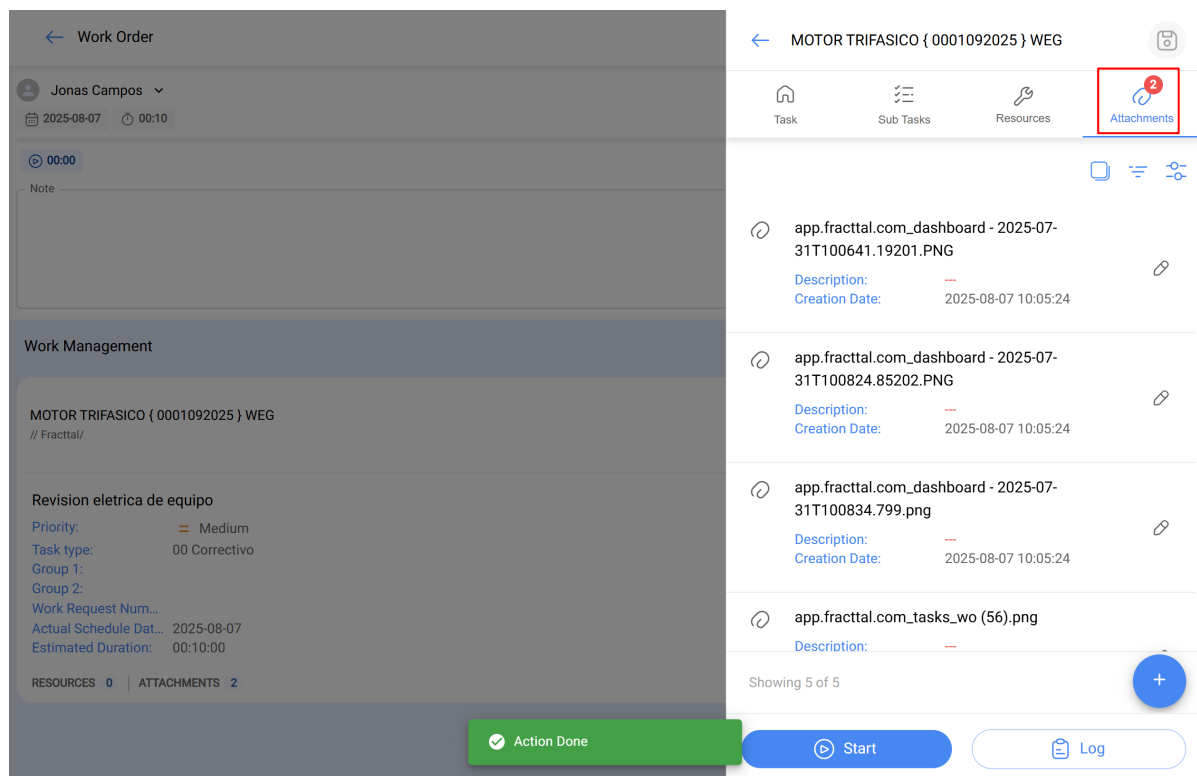 Work Order
Jonas Campos
2025-08-07
00:10
00:00
Note
Work Management
MOTOR TRIFASICO { 0001092025 } WEG
// Fracttal/
Revision eletrica de equipo
Priority: = Medium
Task type: 00 Correctivo
Group 1:
Group 2:
Work Request Num...
Actual Schedule Dat... 2025-08-07
Estimated Duration: 00:10:00
RESOURCES 0 | ATTACHMENTS 2
Action Done
MOTOR TRIFASICO { 0001092025 } WEG
Task
Sub Tasks
Resources
2
Attachments
app.fracttal.com_dashboard - 2025-07-
31T100641.19201.PNG
Description: ---
Creation Date: 2025-08-07 10:05:24
app.fracttal.com_dashboard - 2025-07-
31T100824.85202.PNG
Description: ---
Creation Date: 2025-08-07 10:05:24
app.fracttal.com_dashboard - 2025-07-
31T100834.799.png
Description: ---
Creation Date: 2025-08-07 10:05:24
app.fracttal.com_tasks_wo (56).png
Description: ---
Showing 5 of 5
+
Start
Log